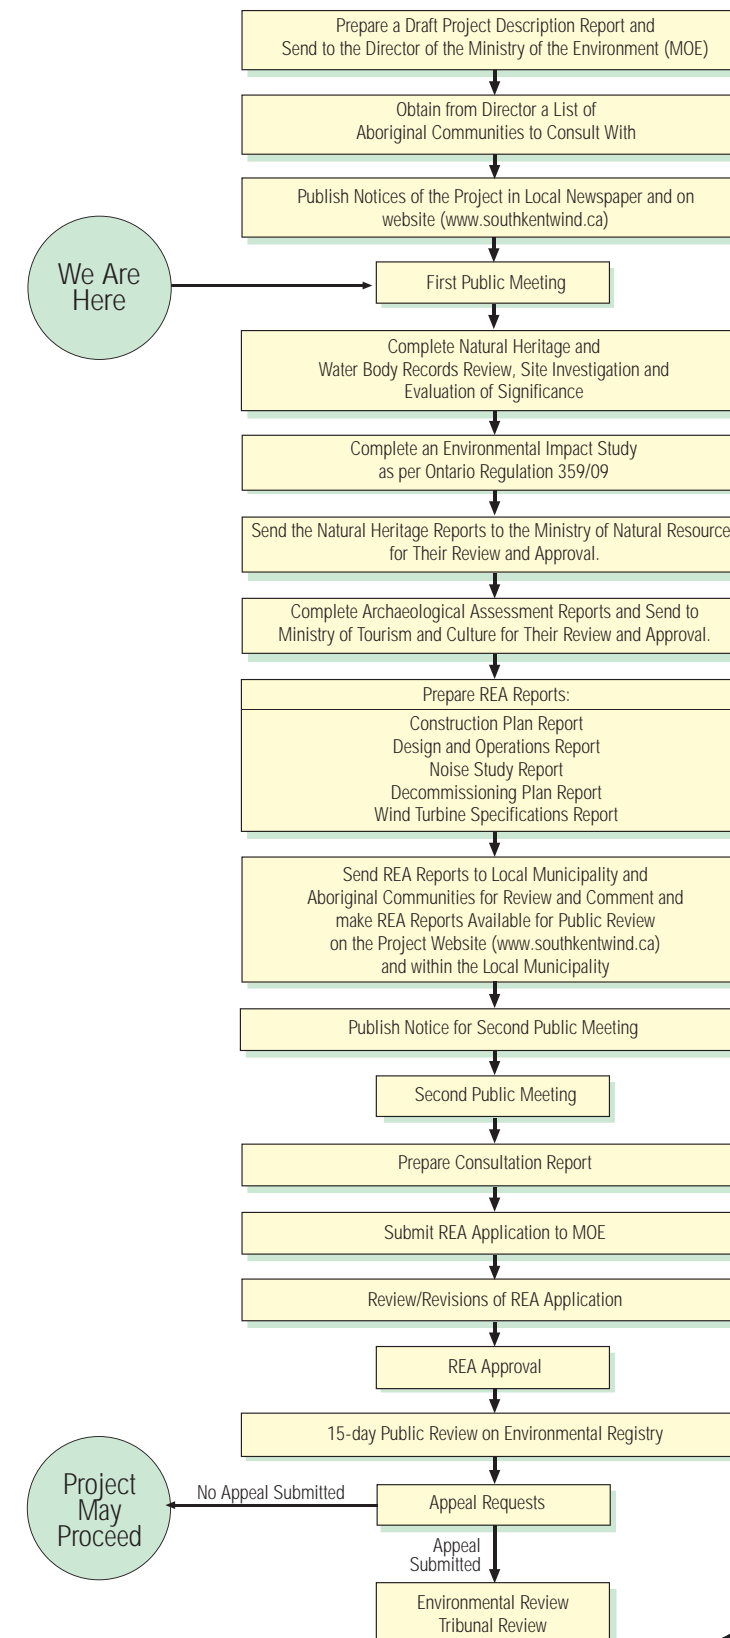 Prepare a Draft Project Description Report and
Send to the Director of the Ministry of the Environment (MOE)
Obtain from Director a List of
Aboriginal Communities to Consult With
Publish Notices of the Project in Local Newspaper and on
website (www.southkentwind.ca)
We Are
Here
First Public Meeting
Complete Natural Heritage and
Water Body Records Review, Site Investigation and
Evaluation of Significance
Complete an Environmental Impact Study
as per Ontario Regulation 359/09
Send the Natural Heritage Reports to the Ministry of Natural Resource
for Their Review and Approval.
Complete Archaeological Assessment Reports and Send to
Ministry of Tourism and Culture for Their Review and Approval.
Prepare REA Reports:
Construction Plan Report
Design and Operations Report
Noise Study Report
Decommissioning Plan Report
Wind Turbine Specifications Report
Send REA Reports to Local Municipality and
Aboriginal Communities for Review and Comment and
make REA Reports Available for Public Review
on the Project Website (www.southkentwind.ca)
and within the Local Municipality
Publish Notice for Second Public Meeting
Second Public Meeting
Prepare Consultation Report
Submit REA Application to MOE
Review/Revisions of REA Application
REA Approval
15-day Public Review on Environmental Registry
Project
May
Proceed
No Appeal Submitted
Appeal Requests
Appeal
Submitted
Environmental Review
Tribunal Review